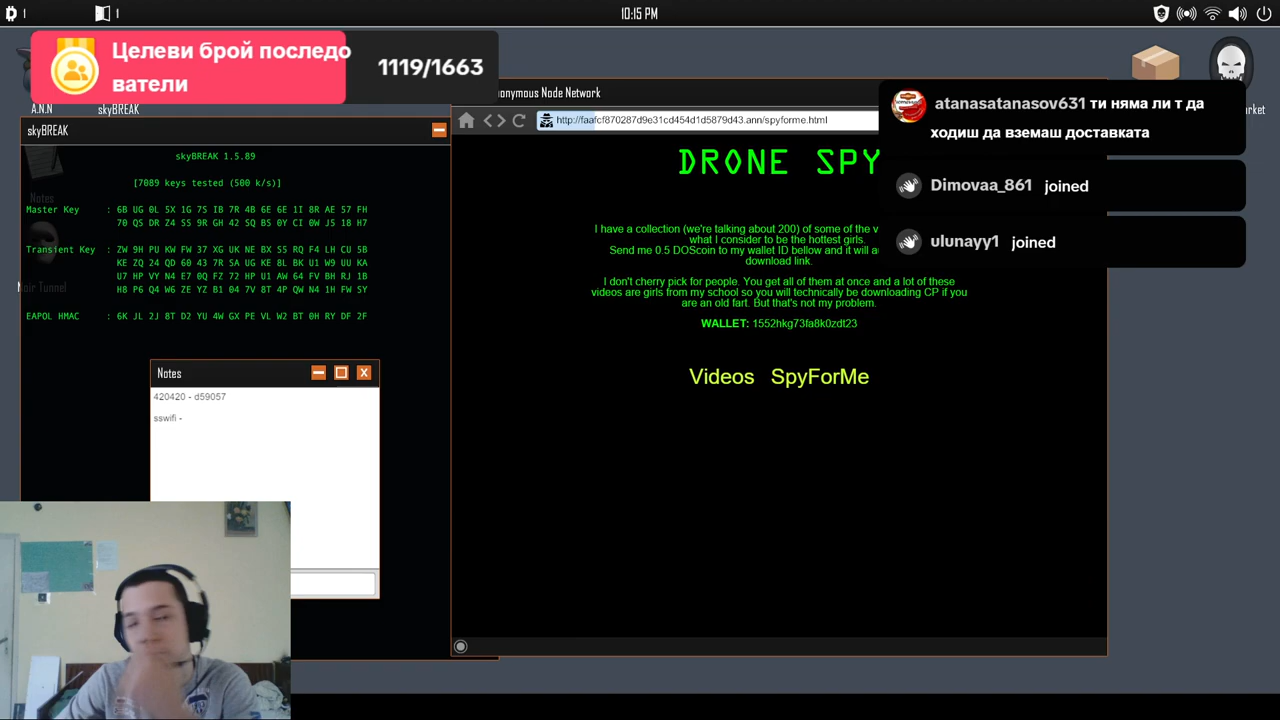 1
1
10:15 PM
Целеви брой последо
ватели
1119/1663
A.N.N
skyBREAK
onymous Node Network
http://faafcf870287d9e31cd454d1d5879d43.ann/spyforme.html
atanasatanasov631 ти няма ли т да
ходиш да вземаш доставката
Dimovaa_861 joined
ulunayy1 joined
skyBREAK
skyBREAK 1.5.89
[7089 keys tested (500 k/s)]
Master Key : 6B UG 0L 5X 1G 7S IB 7R 4B 6E 6E 1I 8R AE 57 FH
70 QS DR Z4 S5 9R GH 42 SQ BS 0Y CI 0W J5 18 H7
Transient Key : ZW 9H PU KW FW 37 XG UK NE BX S5 RQ F4 LH CU 5B
KE ZQ 24 QD 60 43 7R SA UG KE 8L BK U1 W9 UU KA
U7 HP VY N4 E7 0Q FZ 72 HP U1 AW 64 FV BH RJ 1B
H8 P6 Q4 W6 ZE YZ B1 04 7V 8T 4P QW N4 1H FW SY
EAPOL HMAC : 6K JL 2J 8T D2 YU 4W GX PE VL W2 BT 0H RY DF 2F
Notes
420420 - d59057
sswifi -
DRONE SPY
I have a collection (we're talking about 200) of some of the
what I consider to be the hottest girls.
Send me 0.5 DOScoin to my wallet ID bellow and it will
download link.
I don't cherry pick for people. You get all of them at once and a lot of these
videos are girls from my school so you will technically be downloading CP if you
are an old fart. But that's not my problem.
WALLET: 1552hkg73fa8k0zdt23
Videos SpyForMe